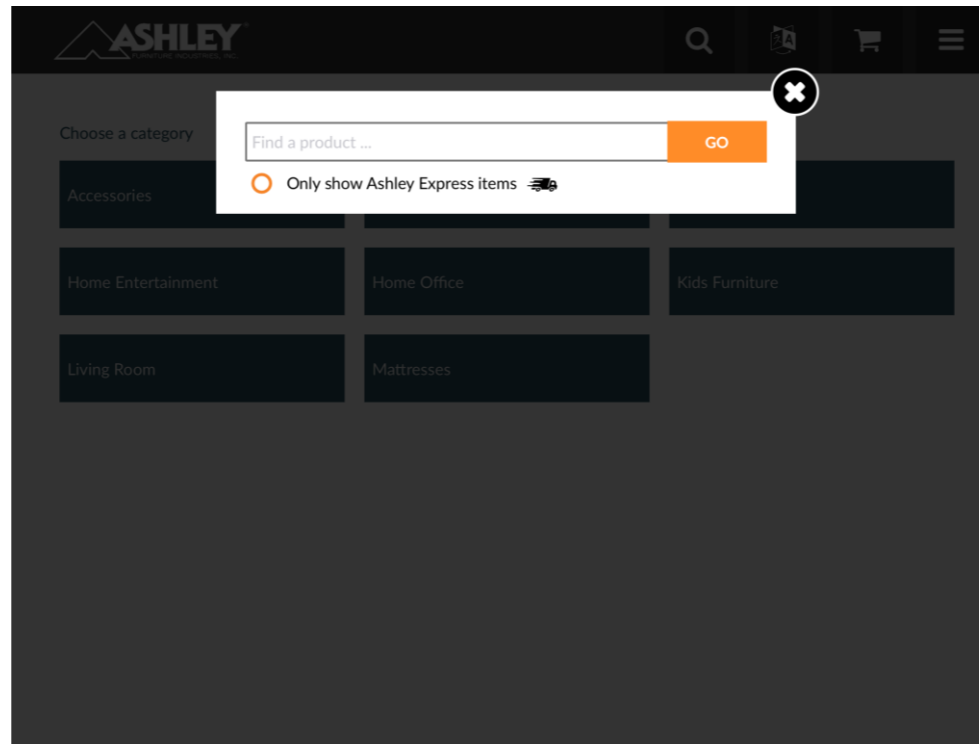 ASHLEY
FURNITURE INDUSTRIES, INC.
Choose a category
Find a product ...
GO
Only show Ashley Express items
Accessories
Home Entertainment
Home Office
Kids Furniture
Living Room
Mattresses